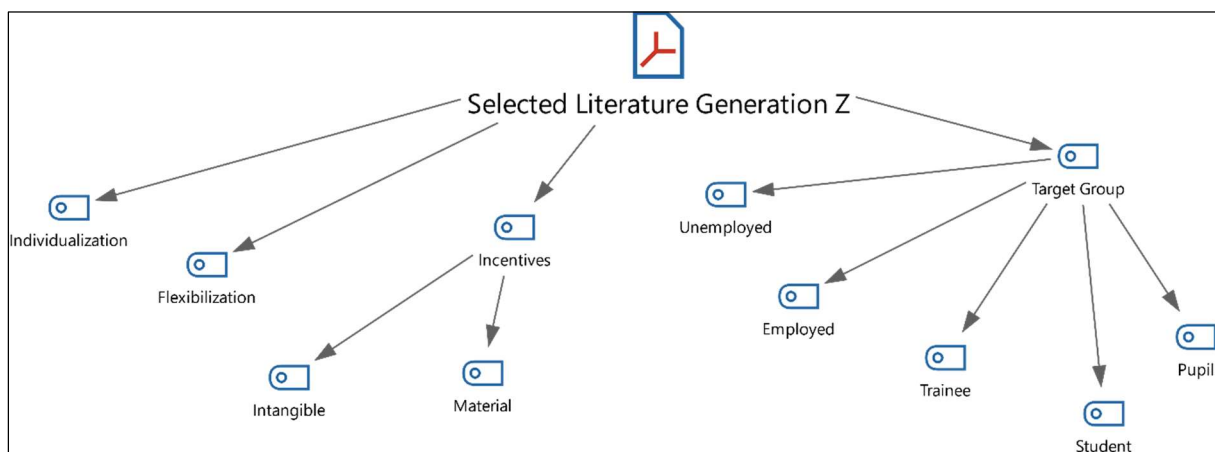 Selected Literature Generation Z
Individualization
Flexibilization
Incentives
Intangible
Material
Target Group
Unemployed
Employed
Trainee
Student
Pupil